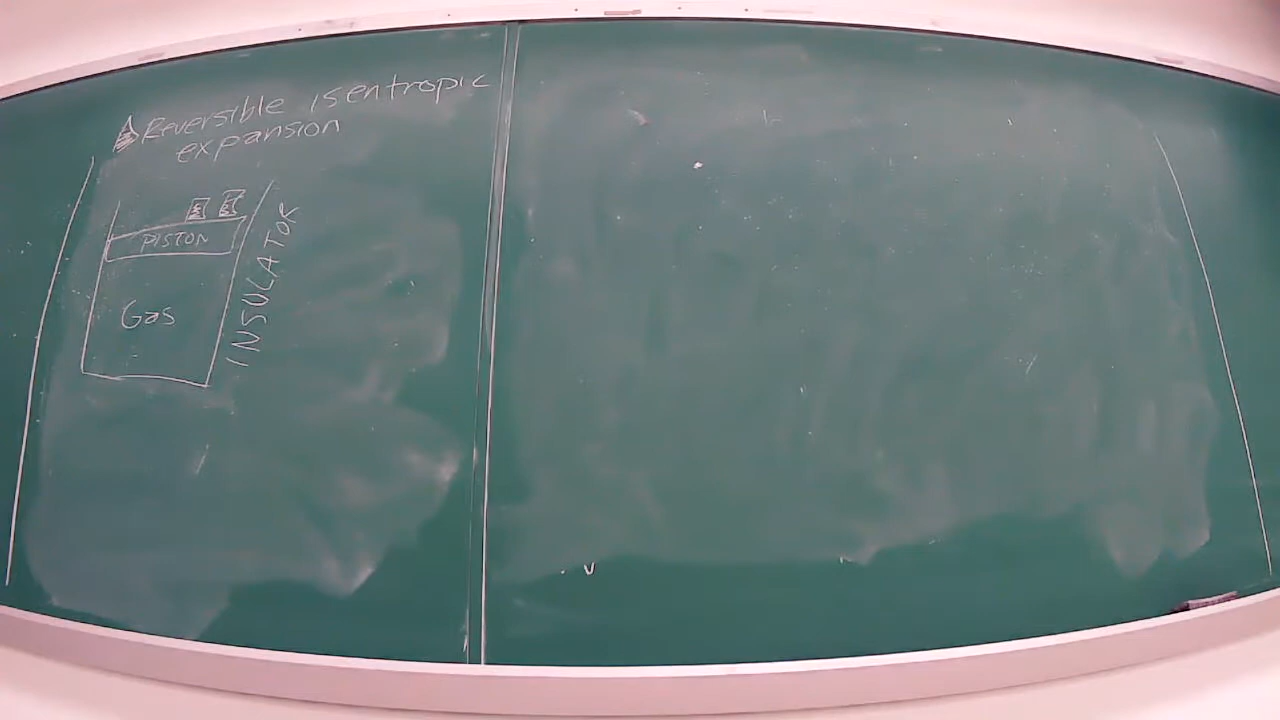 Reversible isentropic
expansion
PISTON
Gas
INSULATOR